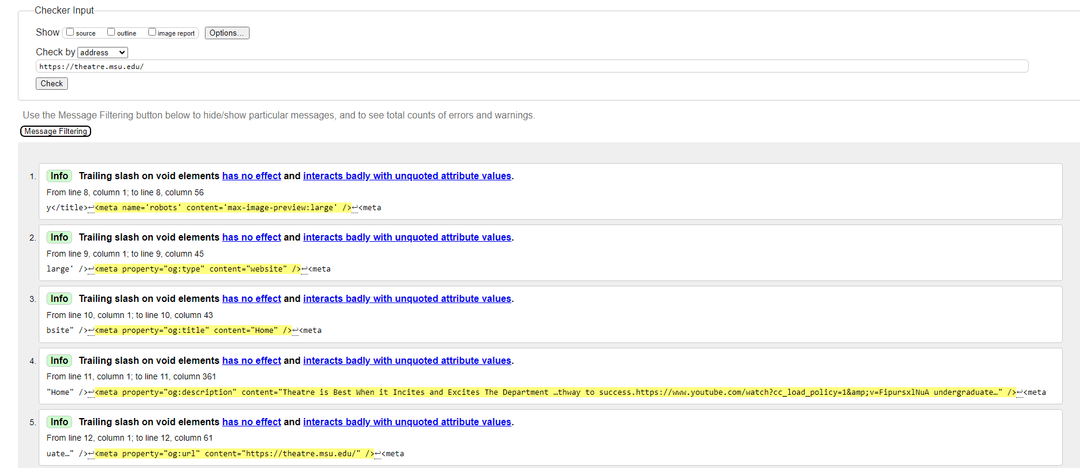 Checker Input
Show source outline image report Options...
Check by address
https://theatre.msu.edu/
Check
Use the Message Filtering button below to hide/show particular messages, and to see total counts of errors and warnings.
Message Filtering
1. Info Trailing slash on void elements has no effect and interacts badly with unquoted attribute values.
From line 8, column 1; to line 8, column 56
y</title>↩<meta name='robots' content='max-image-preview:large' />↩<meta
2. Info Trailing slash on void elements has no effect and interacts badly with unquoted attribute values.
From line 9, column 1; to line 9, column 45
large' />↩<meta property="og:type" content="website" />↩<meta
3. Info Trailing slash on void elements has no effect and interacts badly with unquoted attribute values.
From line 10, column 1; to line 10, column 43
bsite" />↩<meta property="og:title" content="Home" />↩<meta
4. Info Trailing slash on void elements has no effect and interacts badly with unquoted attribute values.
From line 11, column 1; to line 11, column 361
"Home" />↩<meta property="og:description" content="Theatre is Best When it Incites and Excites The Department …thway to success.https://www.youtube.com/watch?cc_load_policy=1&amp;v=FipursxlNuA undergraduate…" />↩<meta
5. Info Trailing slash on void elements has no effect and interacts badly with unquoted attribute values.
From line 12, column 1; to line 12, column 61
uate…" />↩<meta property="og:url" content="https://theatre.msu.edu/" />↩<meta